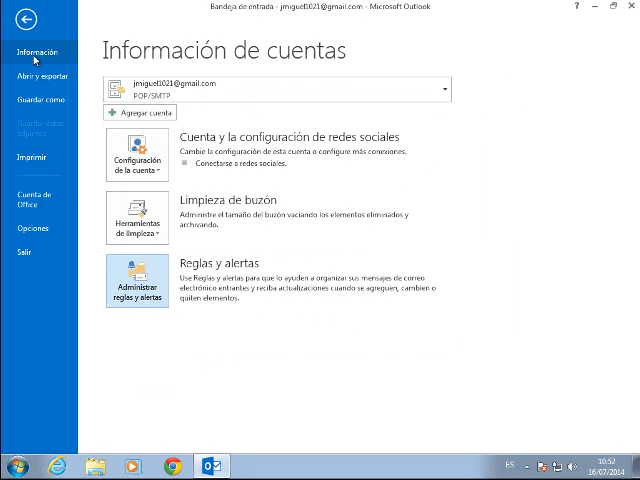 Bandeja de entrada - jmiguel1021@gmail.com - Microsoft Outlook
Información
Abrir y exportar
Guardar como
Guardar datos
adjuntos
Imprimir
Cuenta de
Office
Opciones
Salir
Información de cuentas
jmiguel1021@gmail.com
POP/SMTP
Agregar cuenta
Configuración
de la cuenta
Cuenta y la configuración de redes sociales
Cambie la configuración de esta cuenta o configure más conexiones.
Conectarse a redes sociales.
Herramientas
de limpieza
Limpieza de buzón
Administre el tamaño del buzón vaciando los elementos eliminados y
archivando.
Administrar
reglas y alertas
Reglas y alertas
Use Reglas y alertas para que lo ayuden a organizar sus mensajes de correo
electrónico entrantes y reciba actualizaciones cuando se agreguen, cambien o
quiten elementos.
ES
10:52
16/07/2014